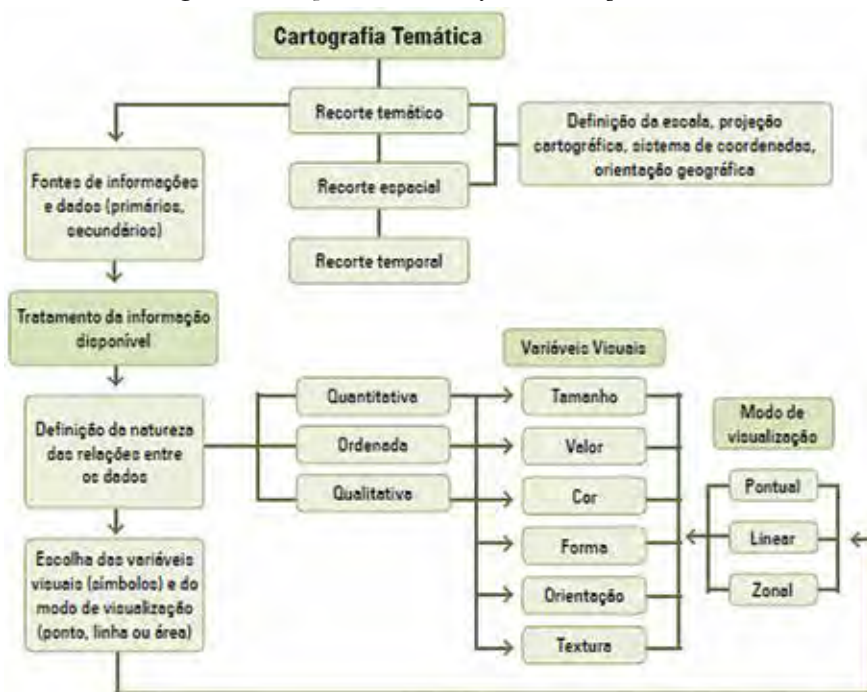 Cartografia Temática
Recorte temático
Definição da escala, projeção
cartográfica, sistema de coordenadas,
orientação geográfica
Fontes de informações
e dados (primários,
secundários)
Recorte espacial
Recorte temporal
Tratamento da informação
disponível
Definição da natureza
das relações entre
os dados
Quantitativa
Ordenada
Qualitativa
Variáveis Visuais
Tamanho
Valor
Cor
Forma
Orientação
Textura
Modo de
visualização
Pontual
Linear
Zonal
Escolha das variáveis
visuais (símbolos) e do
modo de visualização
(ponto, linha ou área)